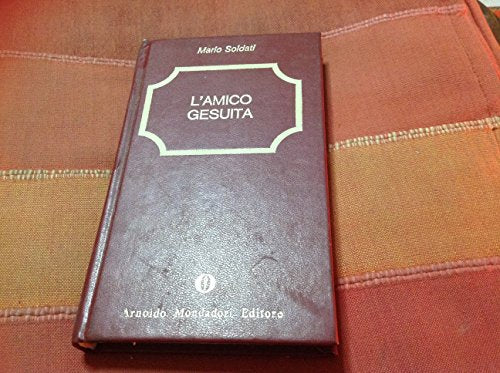 Mario Soldati
L'AMICO
GESUITA
Arnoldo Mondadori Editore